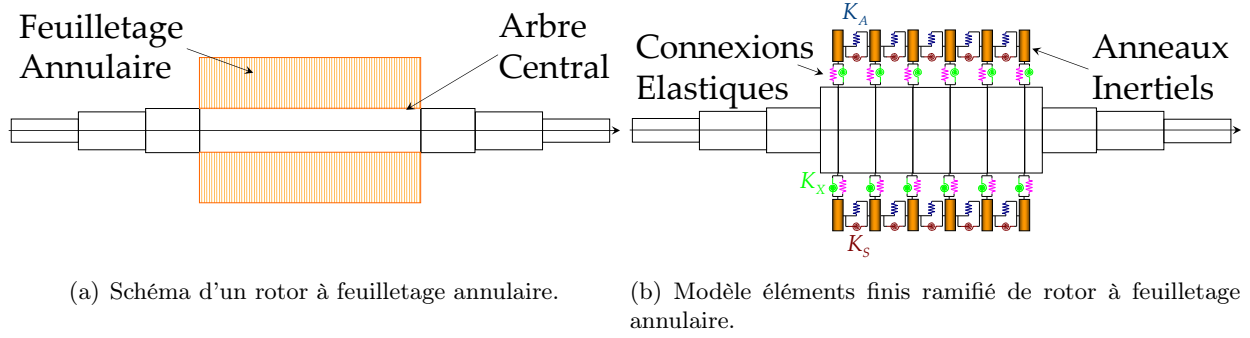 Feuilletage
Annulaire
Arbre
Central
K_A
Connexions
Elastiques
Anneaux
Inertiels
K_X
K_S
(a) Schéma d'un rotor à feuilletage annulaire.
(b) Modèle éléments finis ramifié de rotor à feuilletage
annulaire.